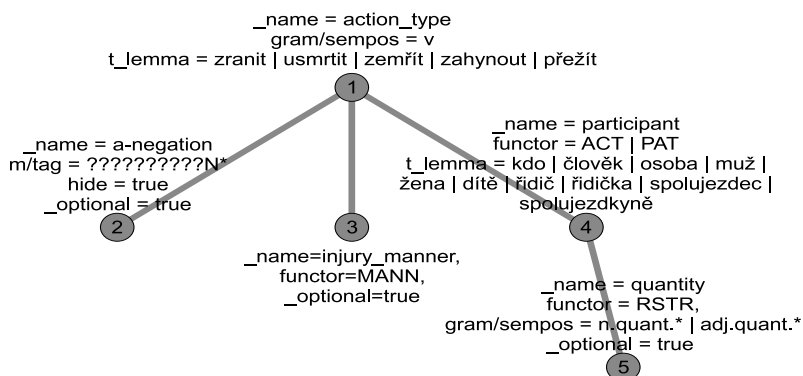 _name = action_type
gram/sempos = v
t_lemma = zranit | usmrtit | zemřít | zahynout | přežít
1
_name = a-negation
m/tag = ??????????N*
hide = true
_optional = true
2
3
_name=injury_manner,
functor=MANN,
_optional=true
_name = participant
functor = ACT | PAT
t_lemma = kdo | člověk | osoba | muž |
žena | dítě | řidič | řidička | spolujezdec |
spolujezdkyně
4
_name = quantity
functor = RSTR,
gram/sempos = n.quant.* | adj.quant.*
_optional = true
5